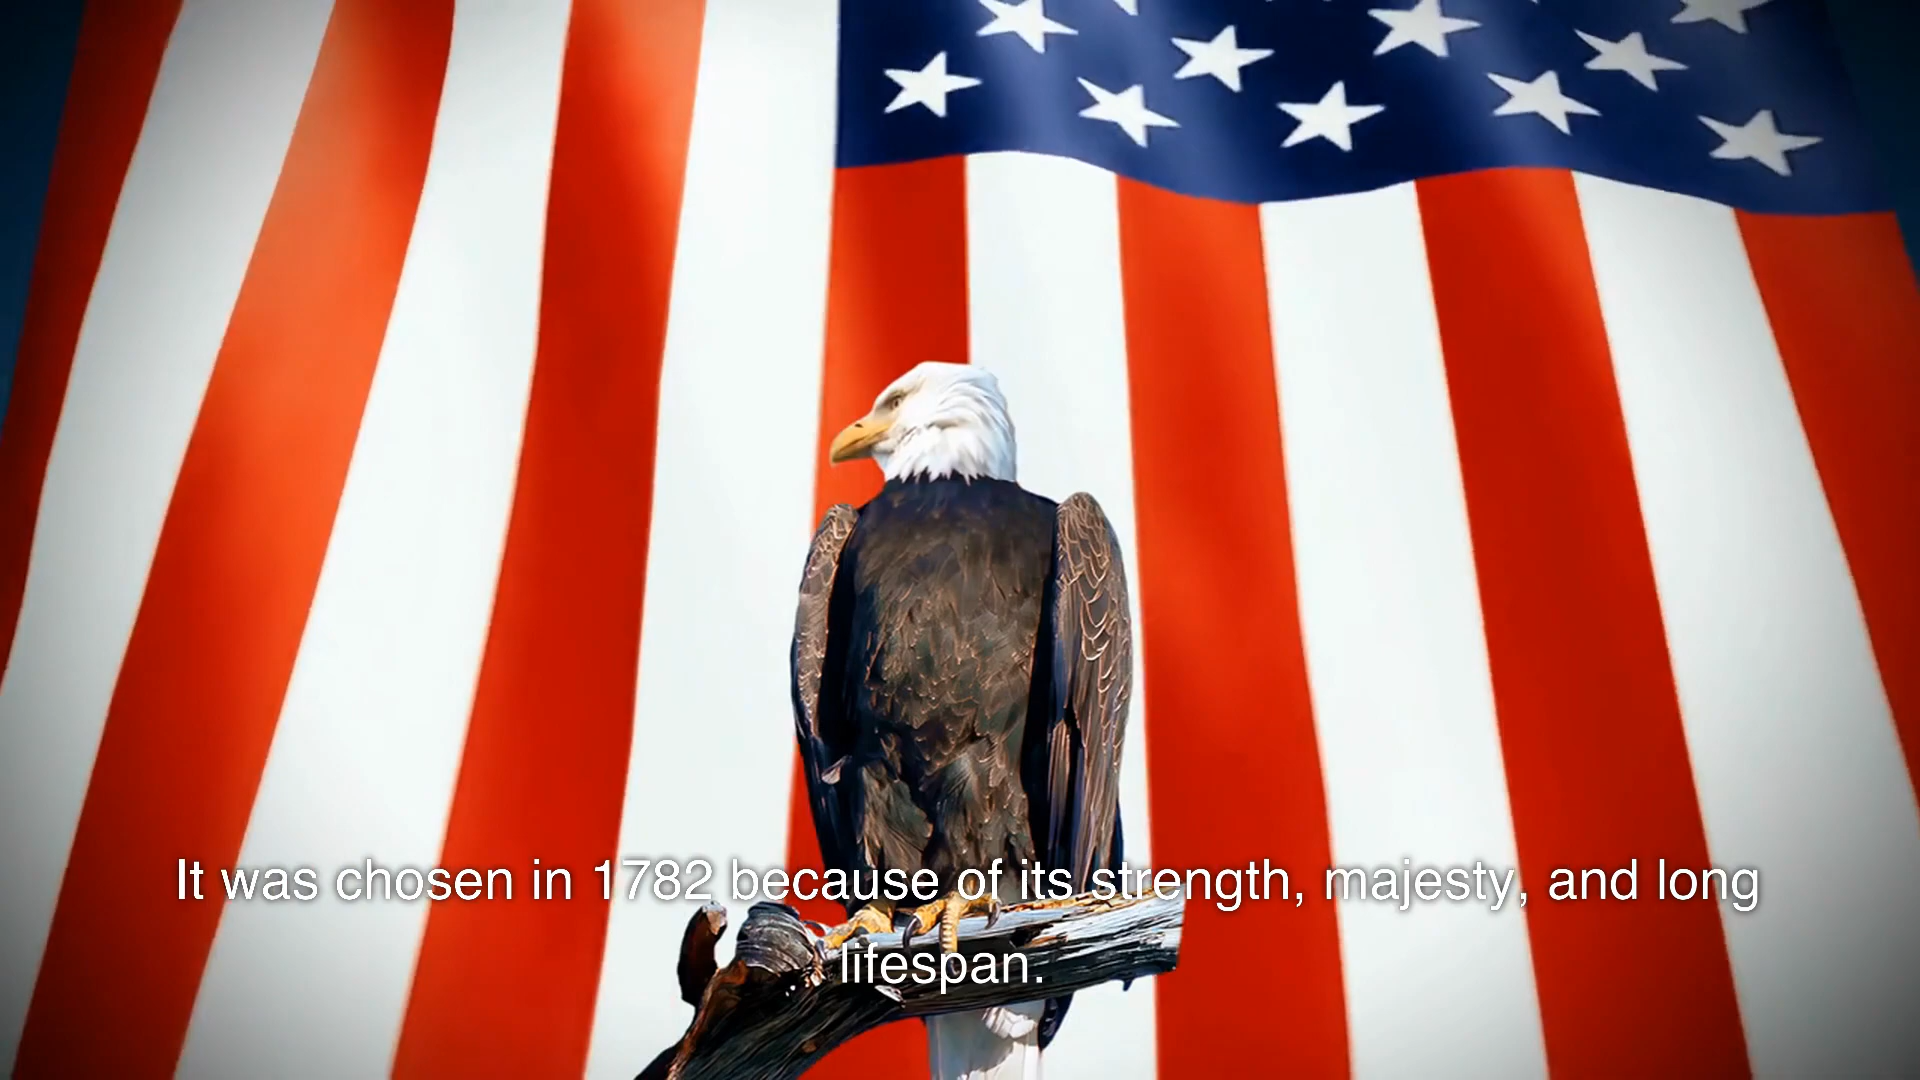 It was chosen in 1782 because of its strength, majesty, and long
lifespan.